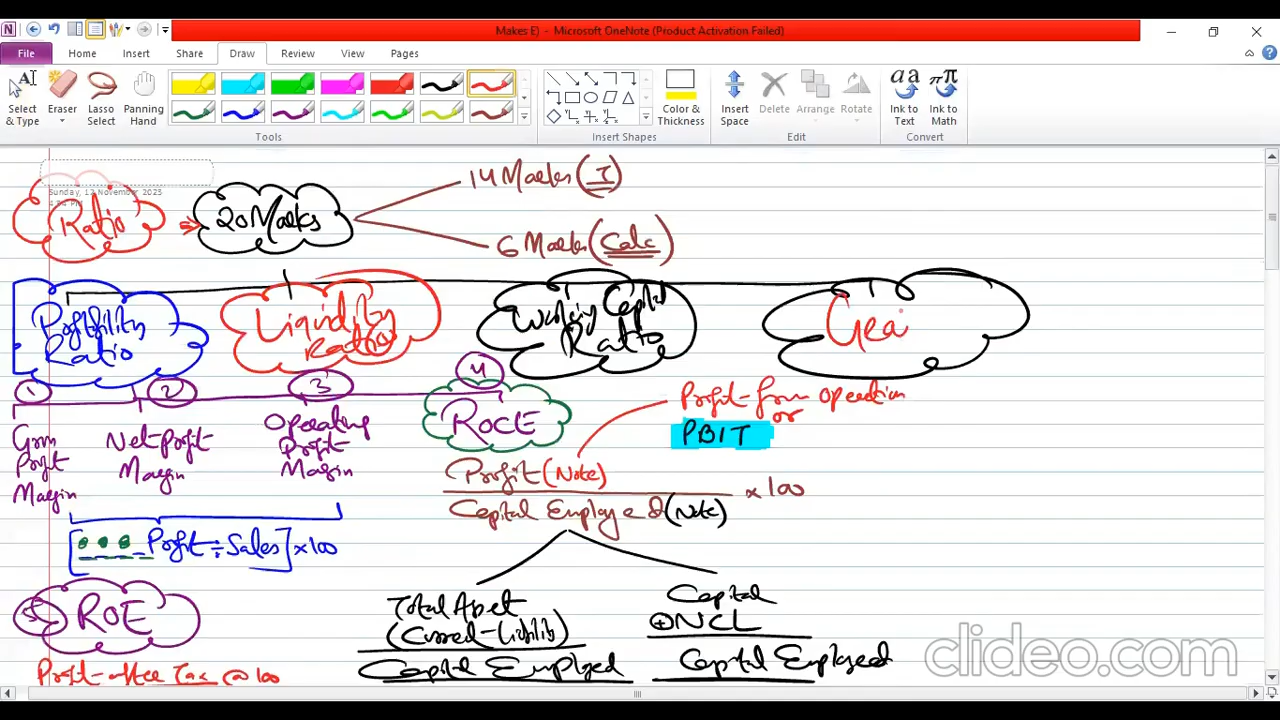 Makes E) - Microsoft OneNote (Product Activation Failed)
File Home Insert Share Draw Review View Pages
Select & Type
Eraser
Lasso Select
Panning Hand
Color & Thickness
Insert Space
Delete
Arrange
Rotate
Ink to Text
Ink to Math
Tools
Insert Shapes
Edit
Convert
Ratio
20 Marks
14 Marks (I)
6 Marks (Calc)
Profitbility Ratio
Liquidity Ratio
Working Capital Ratio
Gea
1
2
3
4
Profit Margin
Net Profit Margin
Operating Profit Margin
ROCE
Profit from operation
or
PBIT
Profit (Note)
Capital Employed (Note)
x 100
[ Profit ÷ Sales] x 100
5 ROE
Total Asset
(Current-Liability)
Capital Employed
Capital
+ NCL
Capital Employed
Profit after Tax 100
clideo.com